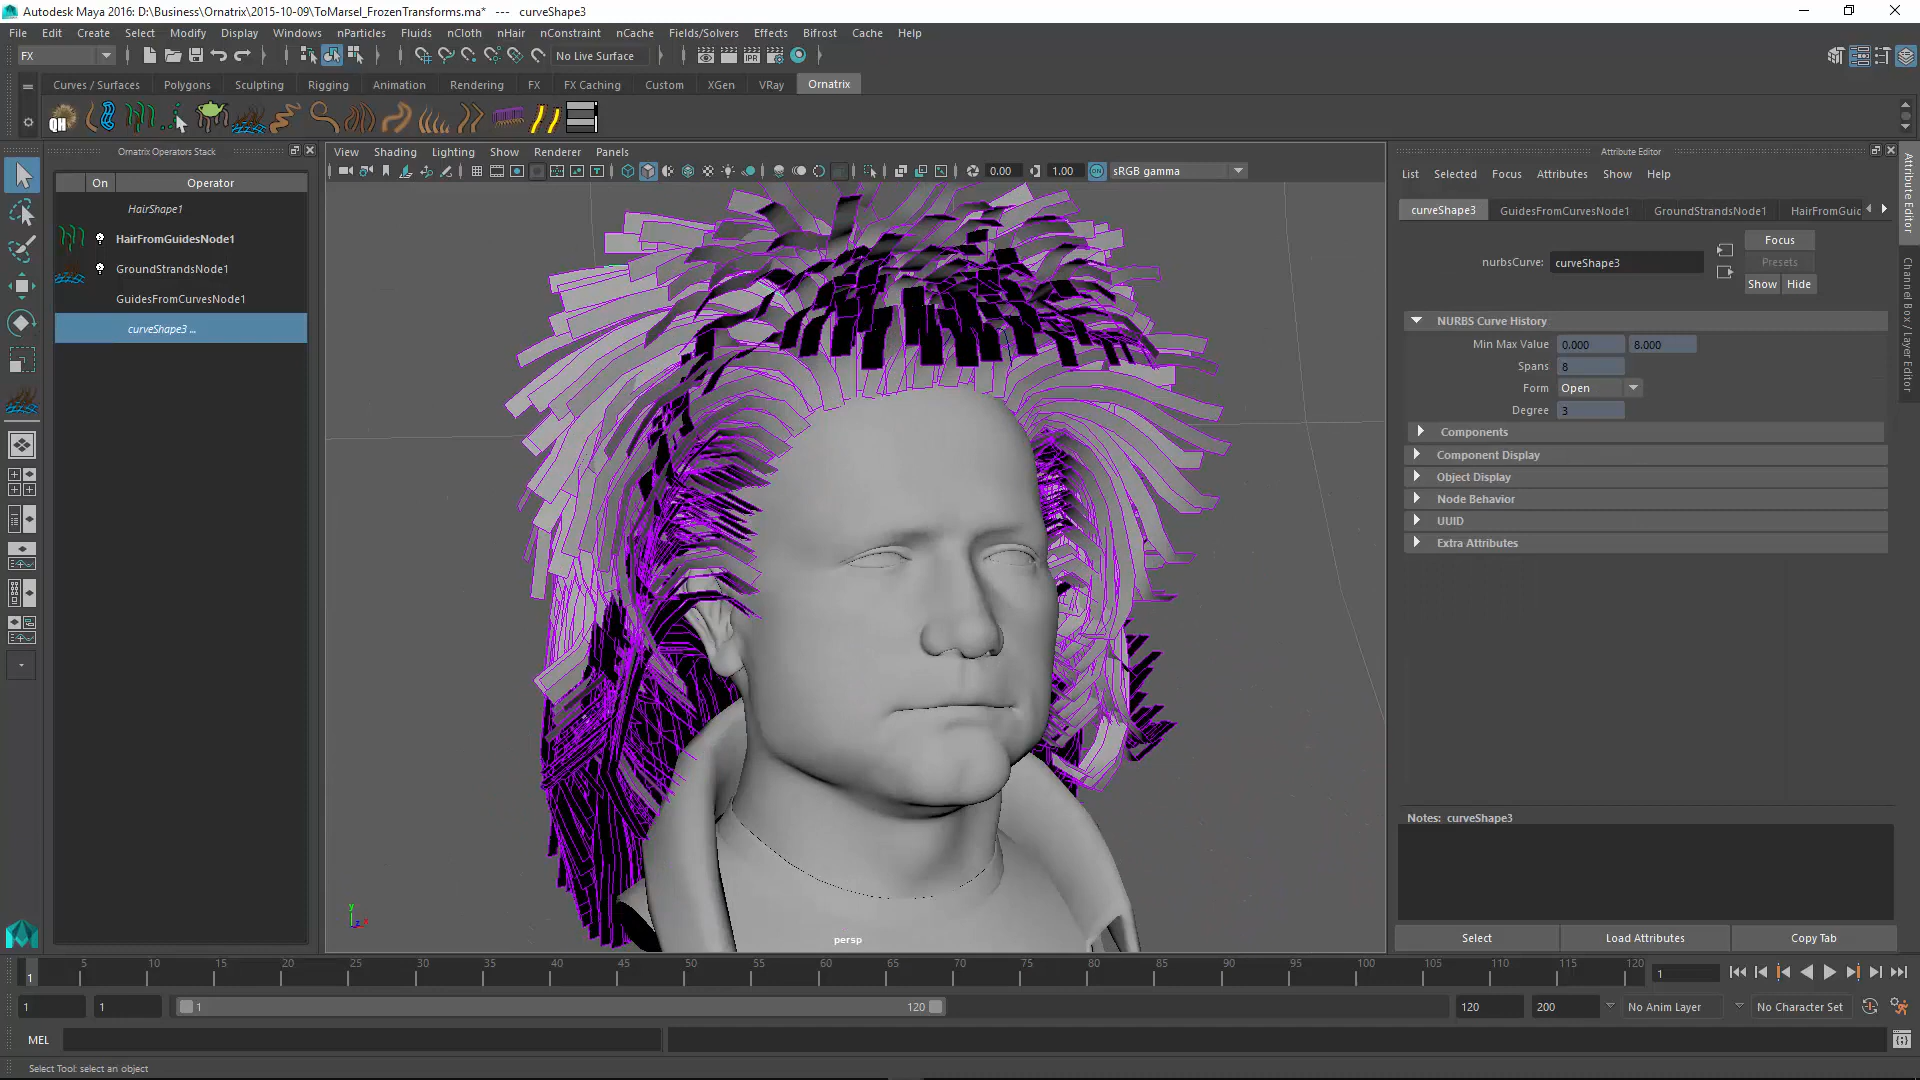 Autodesk Maya 2016: D:\Business\Ornatrix\2015-10-09\ToMarsel_FrozenTransforms.ma* --- curveShape3
File Edit Create Select Modify Display Windows nParticles Fluids nCloth nHair nConstraint nCache Fields/Solvers Effects Bifrost Cache Help
FX No Live Surface
Curves / Surfaces Polygons Sculpting Rigging Animation Rendering FX FX Caching Custom XGen VRay Ornatrix
QH
Ornatrix Operators Stack
On Operator
HairShape1
HairFromGuidesNode1
GroundStrandsNode1
GuidesFromCurvesNode1
curveShape3 ...
View Shading Lighting Show Renderer Panels
0.00 1.00 ON sRGB gamma
persp
y
x
z
Attribute Editor
List Selected Focus Attributes Show Help
curveShape3 GuidesFromCurvesNode1 GroundStrandsNode1 HairFromGuic
Focus
nurbsCurve: curveShape3 Presets
Show Hide
NURBS Curve History
Min Max Value 0.000 8.000
Spans 8
Form Open
Degree 3
Components
Component Display
Object Display
Node Behavior
UUID
Extra Attributes
Notes: curveShape3
Select Load Attributes Copy Tab
Attribute Editor
Channel Box / Layer Editor
1 5 10 15 20 25 30 35 40 45 50 55 60 65 70 75 80 85 90 95 100 105 110 115 120 1
1 1 1 120 120 200 No Anim Layer No Character Set
MEL
Select Tool: select an object